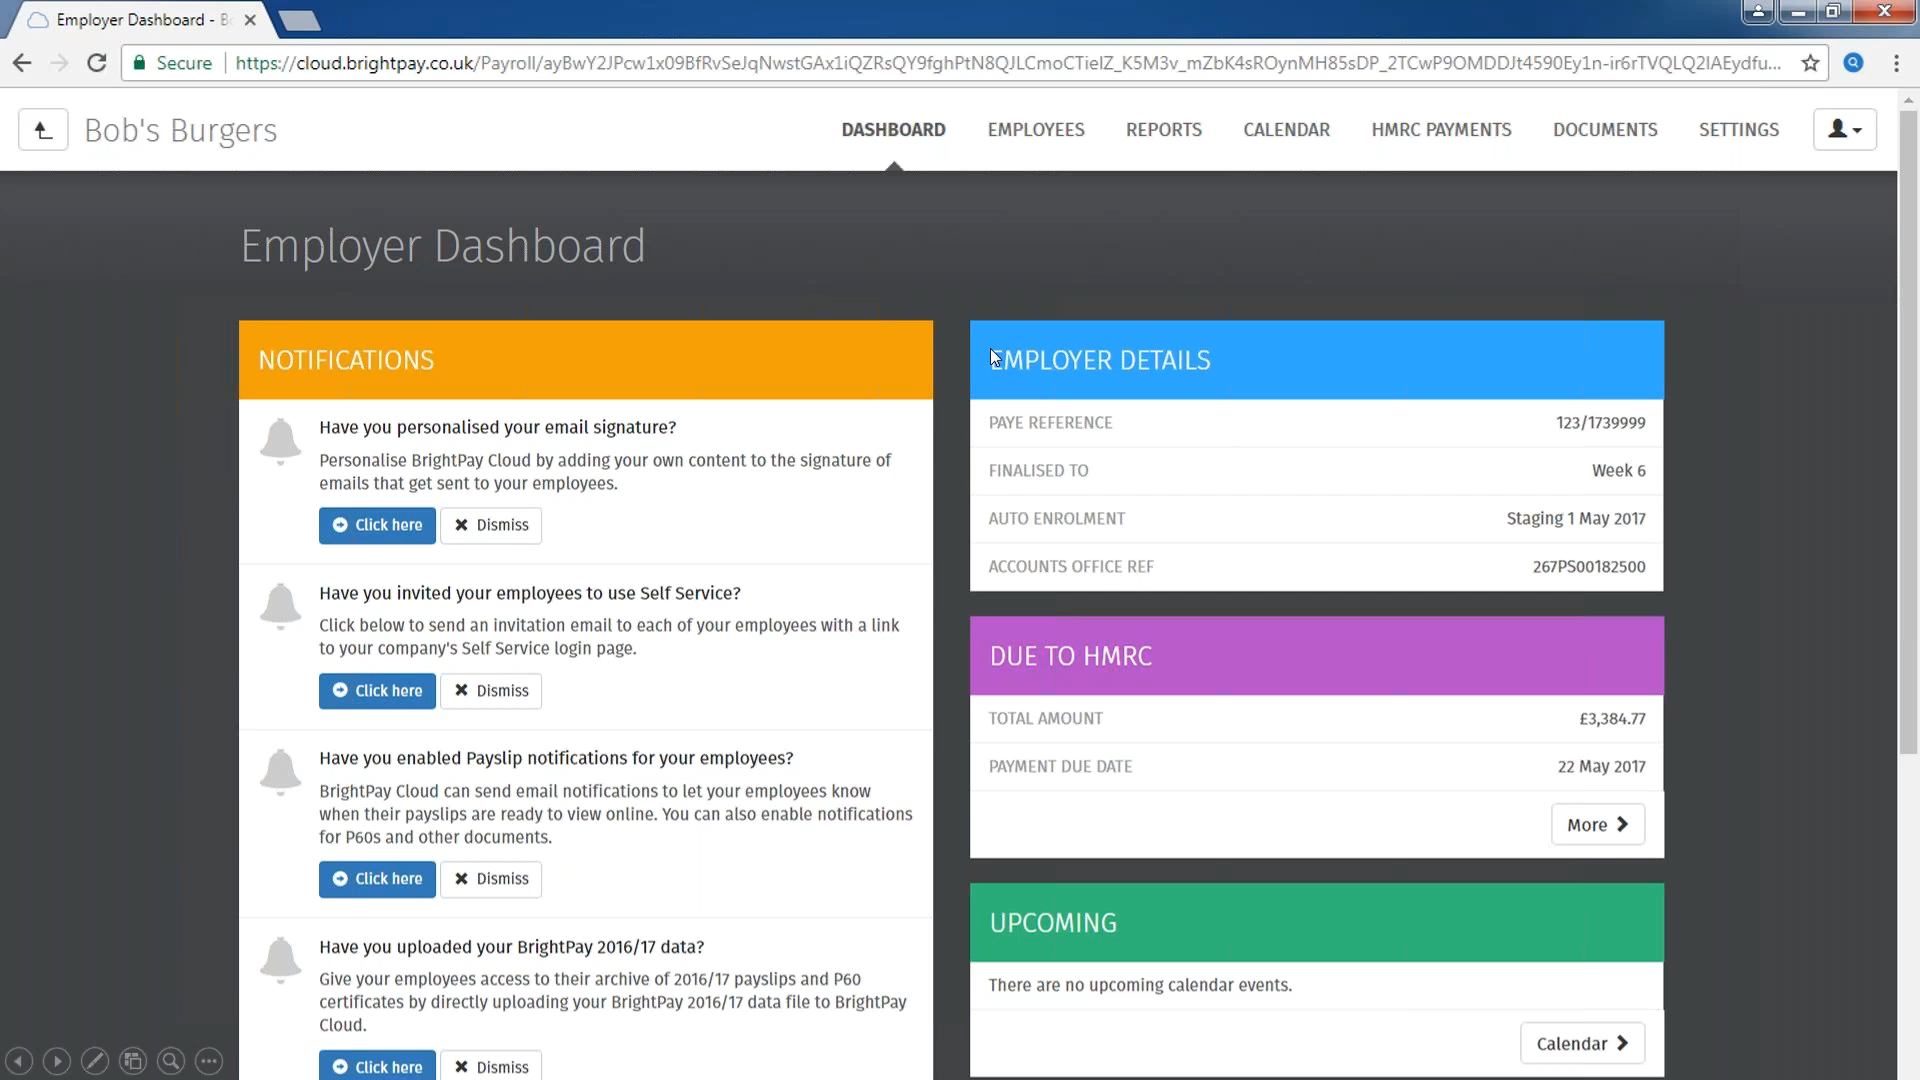 Employer Dashboard - B
Secure
https://cloud.brightpay.co.uk/Payroll/ayBwY2JPcw1x09BfRvSeJqNwstGAx1iQZRsQY9fghPtN8QJLCmoCTielZ_K5M3v_mZbK4sROynMH85sDP_2TCwP9OMDDJt4590Ey1n-ir6rTVQLQ2IAEydfu...
Bob's Burgers
DASHBOARD
EMPLOYEES
REPORTS
CALENDAR
HMRC PAYMENTS
DOCUMENTS
SETTINGS
Employer Dashboard
NOTIFICATIONS
Have you personalised your email signature?
Personalise BrightPay Cloud by adding your own content to the signature of
emails that get sent to your employees.
Click here
Dismiss
Have you invited your employees to use Self Service?
Click below to send an invitation email to each of your employees with a link
to your company's Self Service login page.
Click here
Dismiss
Have you enabled Payslip notifications for your employees?
BrightPay Cloud can send email notifications to let your employees know
when their payslips are ready to view online. You can also enable notifications
for P60s and other documents.
Click here
Dismiss
Have you uploaded your BrightPay 2016/17 data?
Give your employees access to their archive of 2016/17 payslips and P60
certificates by directly uploading your BrightPay 2016/17 data file to BrightPay
Cloud.
Click here
Dismiss
EMPLOYER DETAILS
PAYE REFERENCE 123/1739999
FINALISED TO Week 6
AUTO ENROLMENT Staging 1 May 2017
ACCOUNTS OFFICE REF 267PS00182500
DUE TO HMRC
TOTAL AMOUNT £3,384.77
PAYMENT DUE DATE 22 May 2017
More
UPCOMING
There are no upcoming calendar events.
Calendar